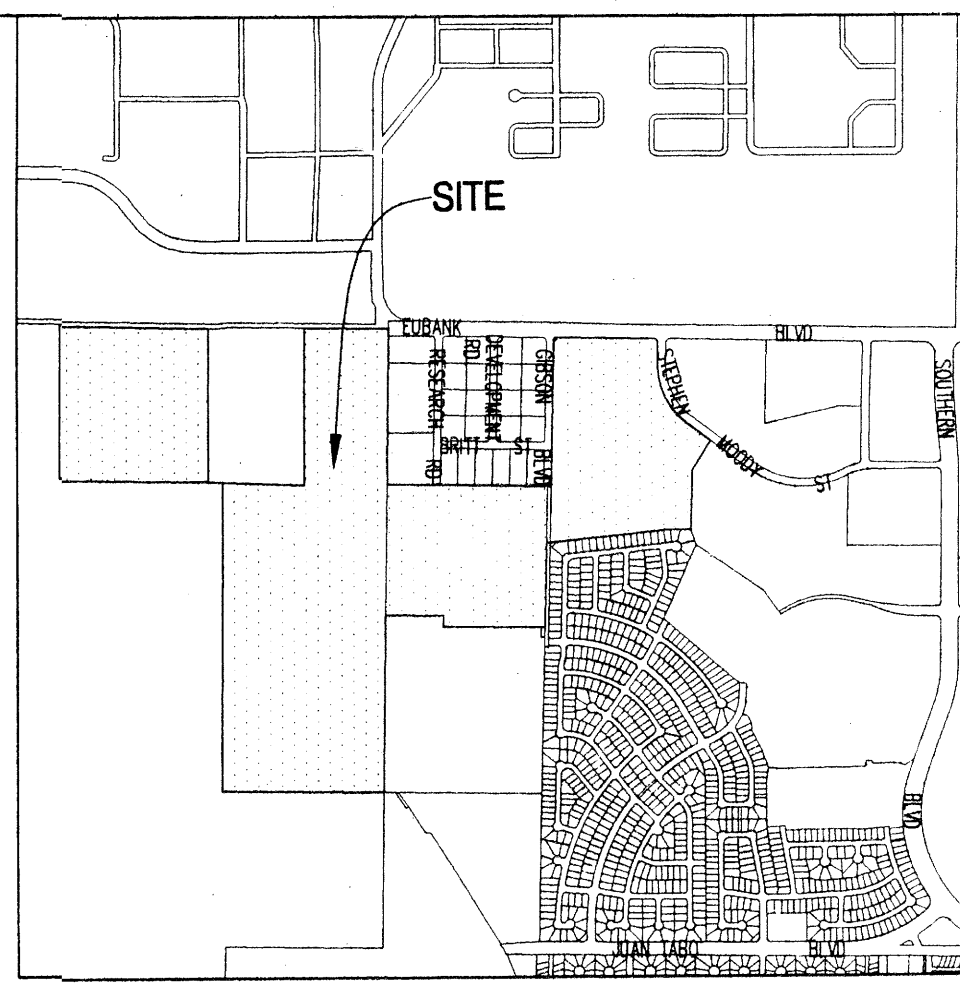 SITE
EUBANK BLVD
RESEARCH RD
DEVELOPMENT RD
GIBSON BLVD
BRITT ST
STEPHEN MOODY ST
SOUTHERN BLVD
JUAN TABO BLVD